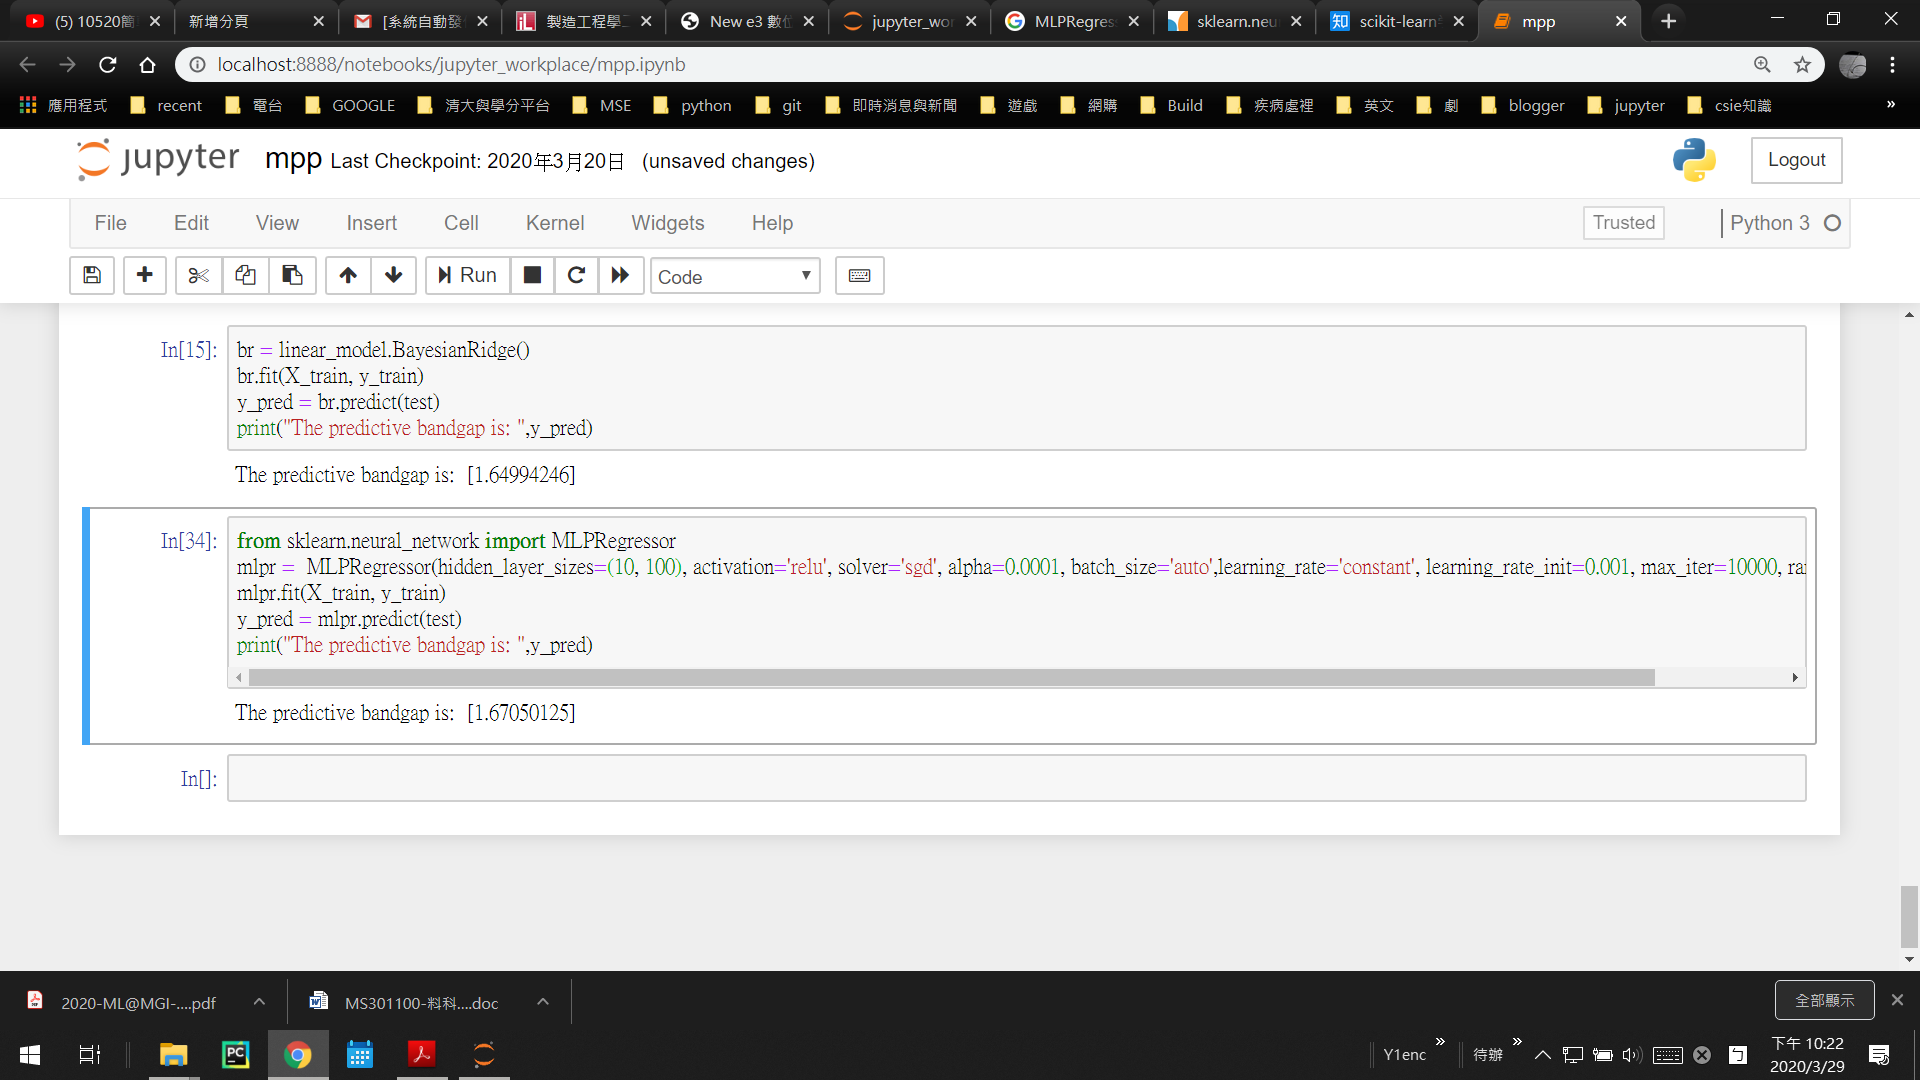 (5) 10520簡
新增分頁
[系統自動發
製造工程學
New e3 數位
jupyter_wor
MLPRegres
sklearn.neu
scikit-learn
mpp
localhost:8888/notebooks/jupyter_workplace/mpp.ipynb
應用程式 recent 電台 GOOGLE 清大與學分平台 MSE python git 即時消息與新聞 遊戲 網購 Build 疾病處裡 英文 劇 blogger jupyter csie知識 »
jupyter mpp Last Checkpoint: 2020年3月20日 (unsaved changes)
Logout
File Edit View Insert Cell Kernel Widgets Help
Trusted
Python 3
Run
Code
In[15]:
br = linear_model.BayesianRidge()
br.fit(X_train, y_train)
y_pred = br.predict(test)
print("The predictive bandgap is: ",y_pred)
The predictive bandgap is:  [1.64994246]
In[34]:
from sklearn.neural_network import MLPRegressor
mlpr =  MLPRegressor(hidden_layer_sizes=(10, 100), activation='relu', solver='sgd', alpha=0.0001, batch_size='auto',learning_rate='constant', learning_rate_init=0.001, max_iter=10000, ra
mlpr.fit(X_train, y_train)
y_pred = mlpr.predict(test)
print("The predictive bandgap is: ",y_pred)
The predictive bandgap is:  [1.67050125]
In[]:
2020-ML@MGI-....pdf
MS301100-料科....doc
全部顯示
Y1enc »
待辦 »
下午 10:22
2020/3/29